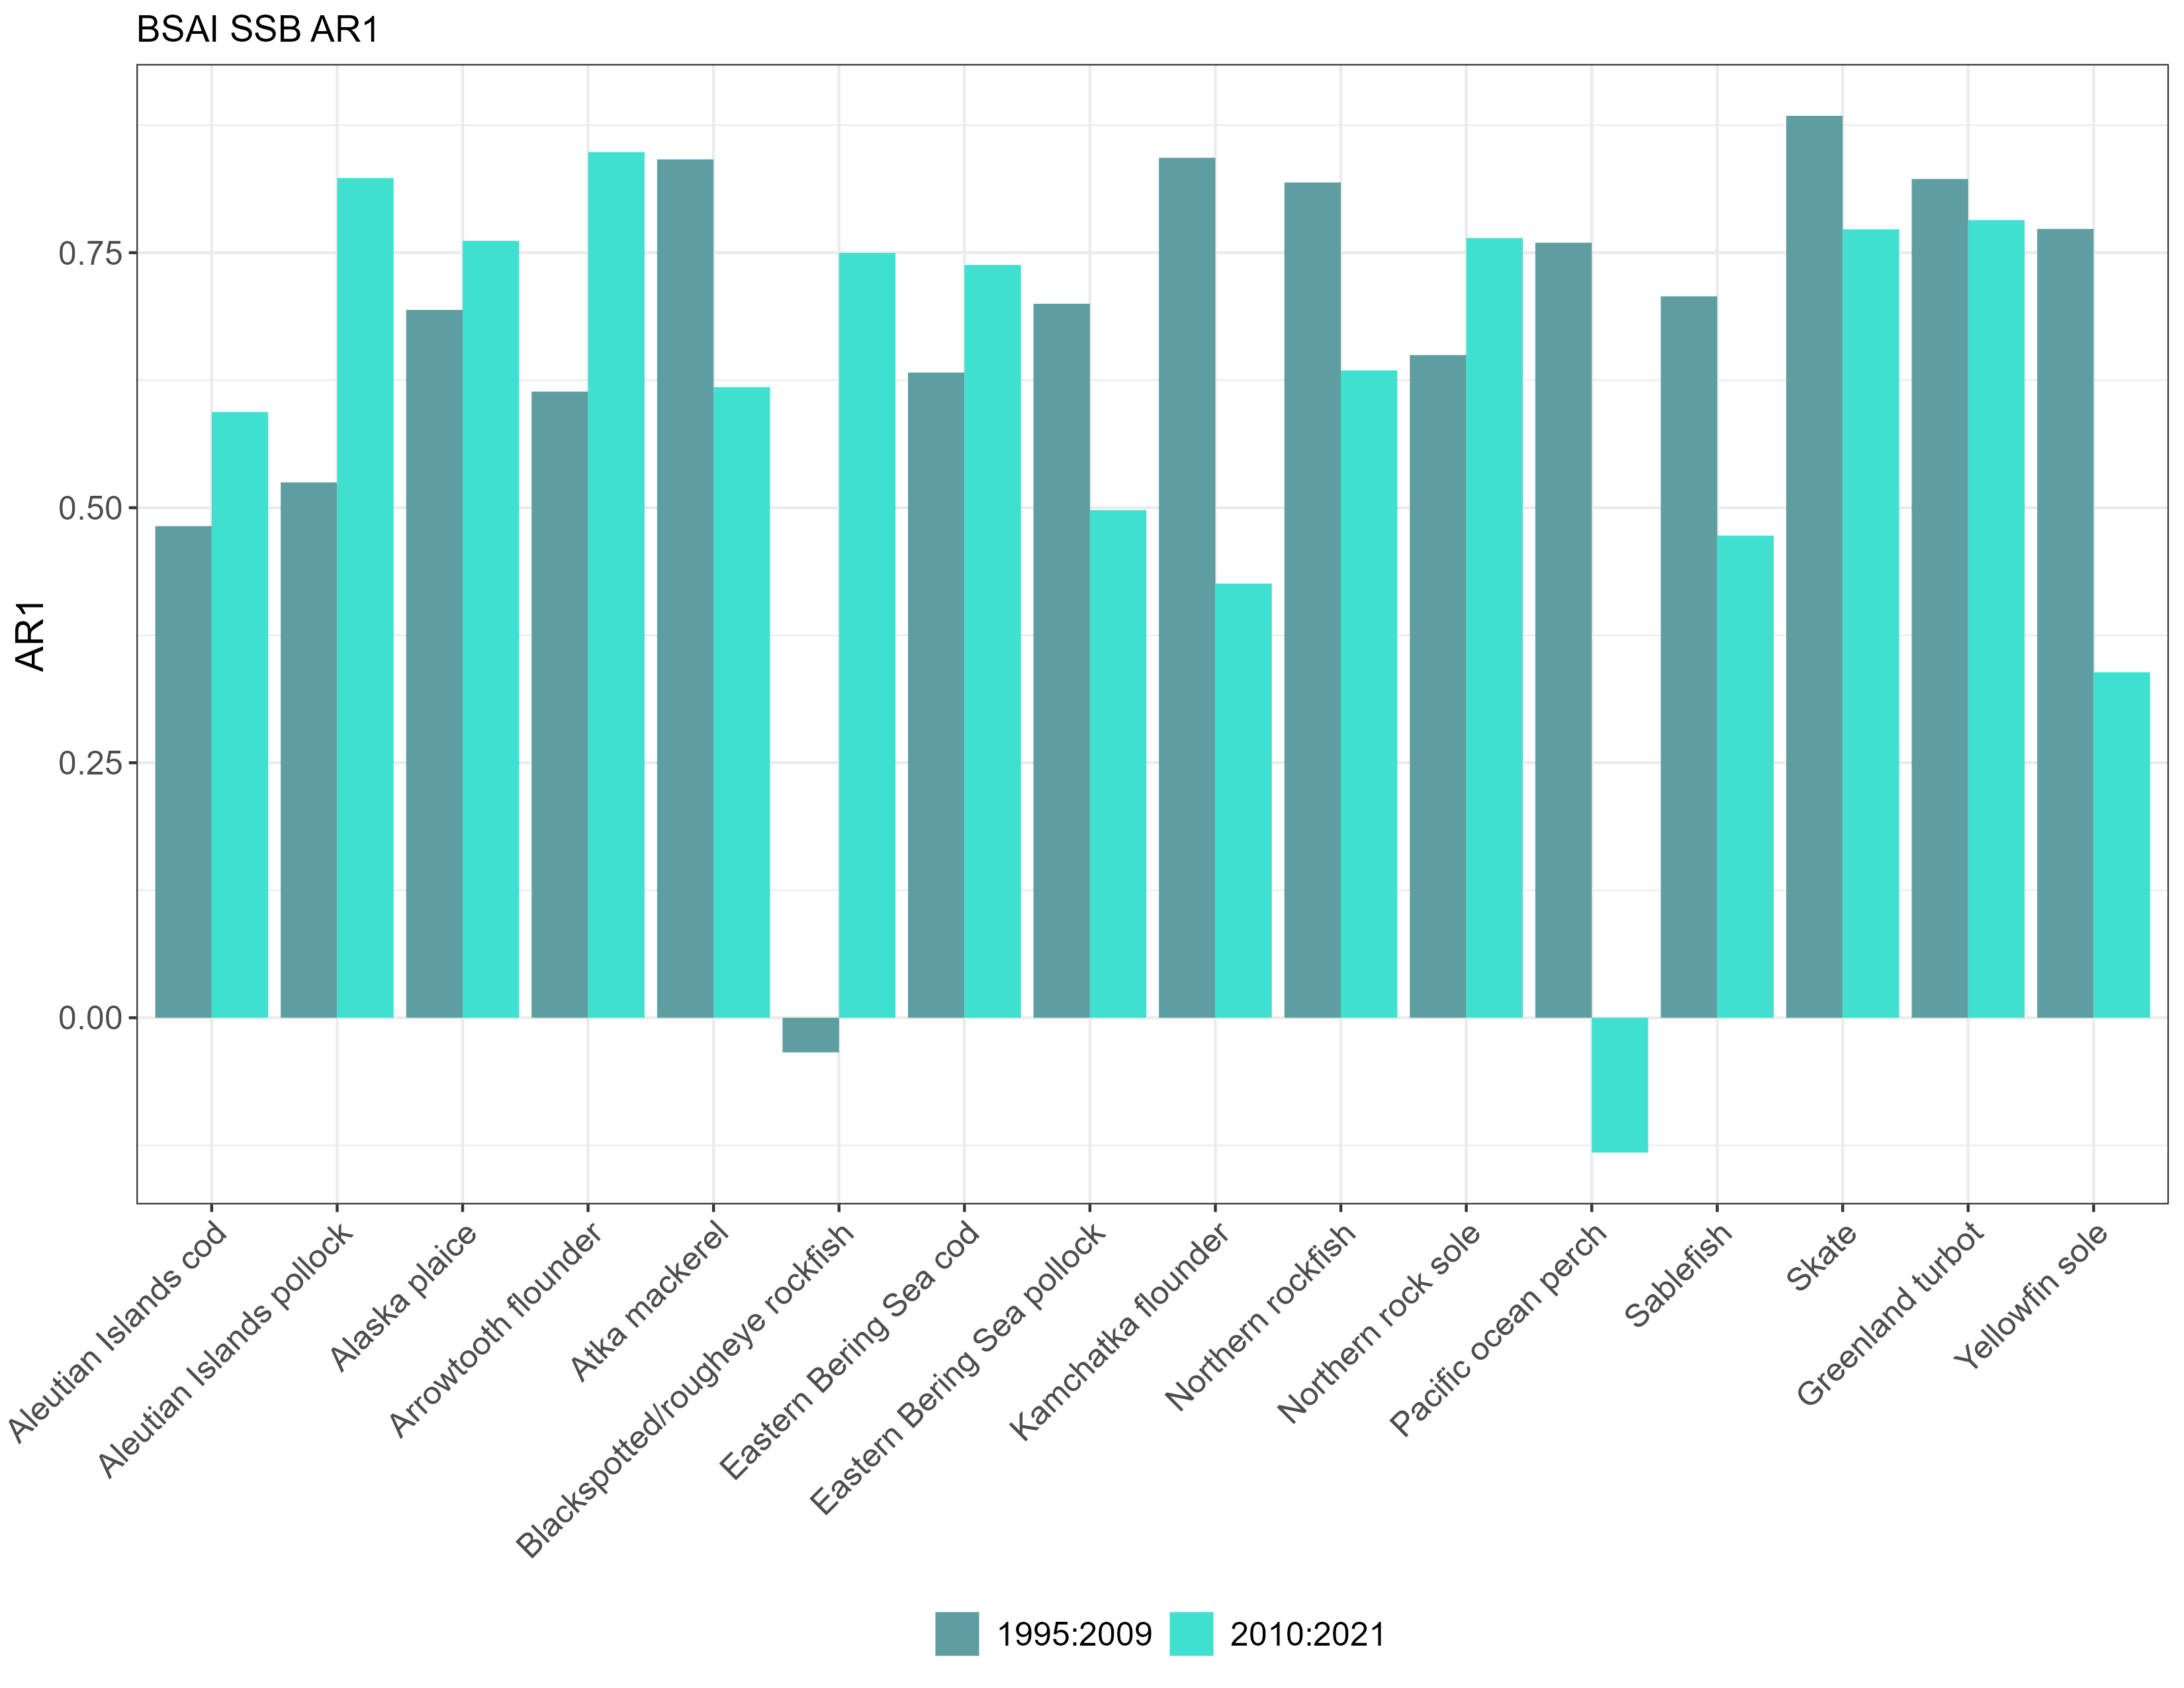 BSAI SSB AR1
AR1
0.75
0.50
0.25
0.00
Aleutian Islands cod
Aleutian Islands pollock
Alaska plaice
Arrowtooth flounder
Atka mackerel
Blackspotted/rougheye rockfish
Eastern Bering Sea cod
Eastern Bering Sea pollock
Kamchatka flounder
Northern rockfish
Northern rock sole
Pacific ocean perch
Sablefish
Skate
Greenland turbot
Yellowfin sole
1995:2009
2010:2021